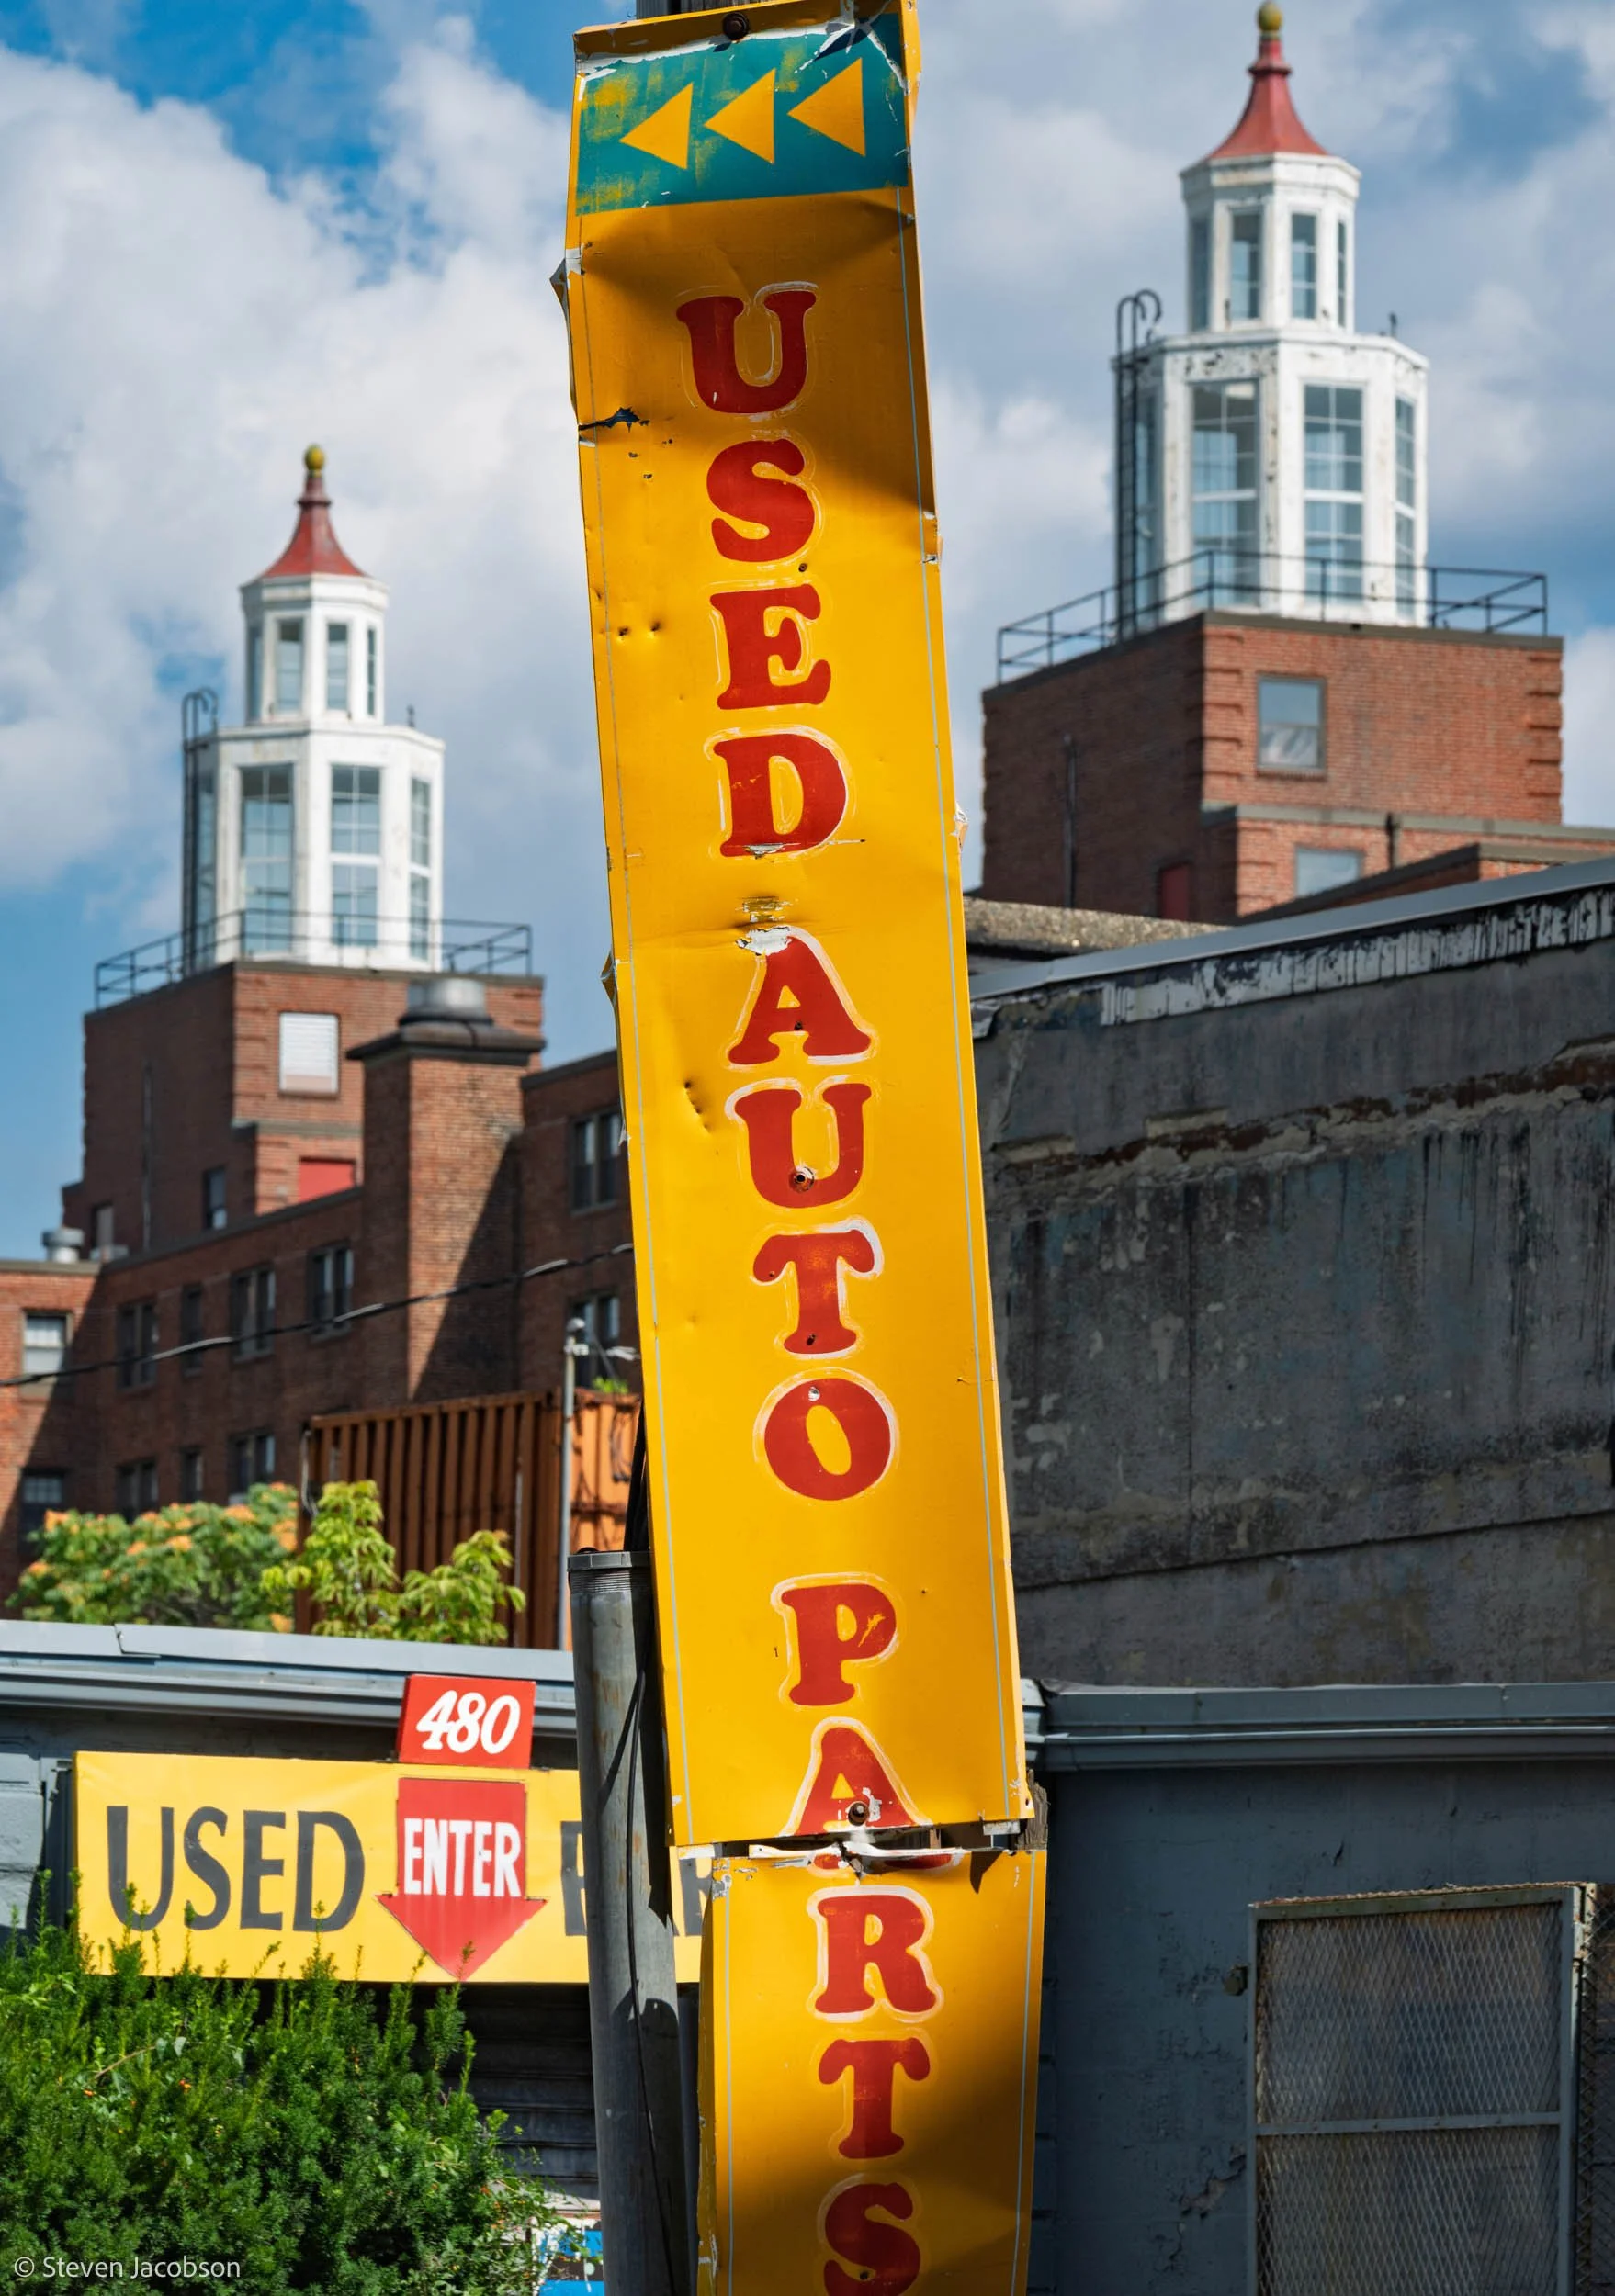 USED AUTO PARTS
480
USED
ENTER
© Steven Jacobson